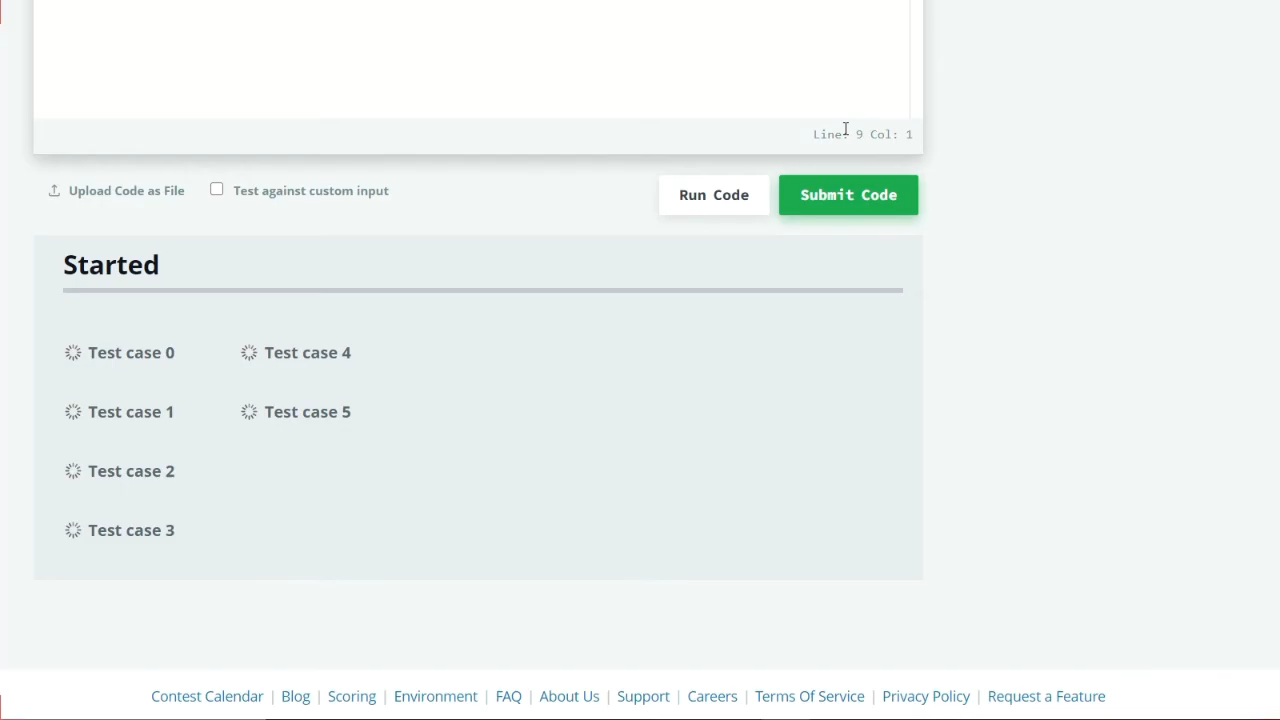 Line: 9 Col: 1
Upload Code as File
Test against custom input
Run Code
Submit Code
Started
Test case 0
Test case 4
Test case 1
Test case 5
Test case 2
Test case 3
Contest Calendar | Blog | Scoring | Environment | FAQ | About Us | Support | Careers | Terms Of Service | Privacy Policy | Request a Feature